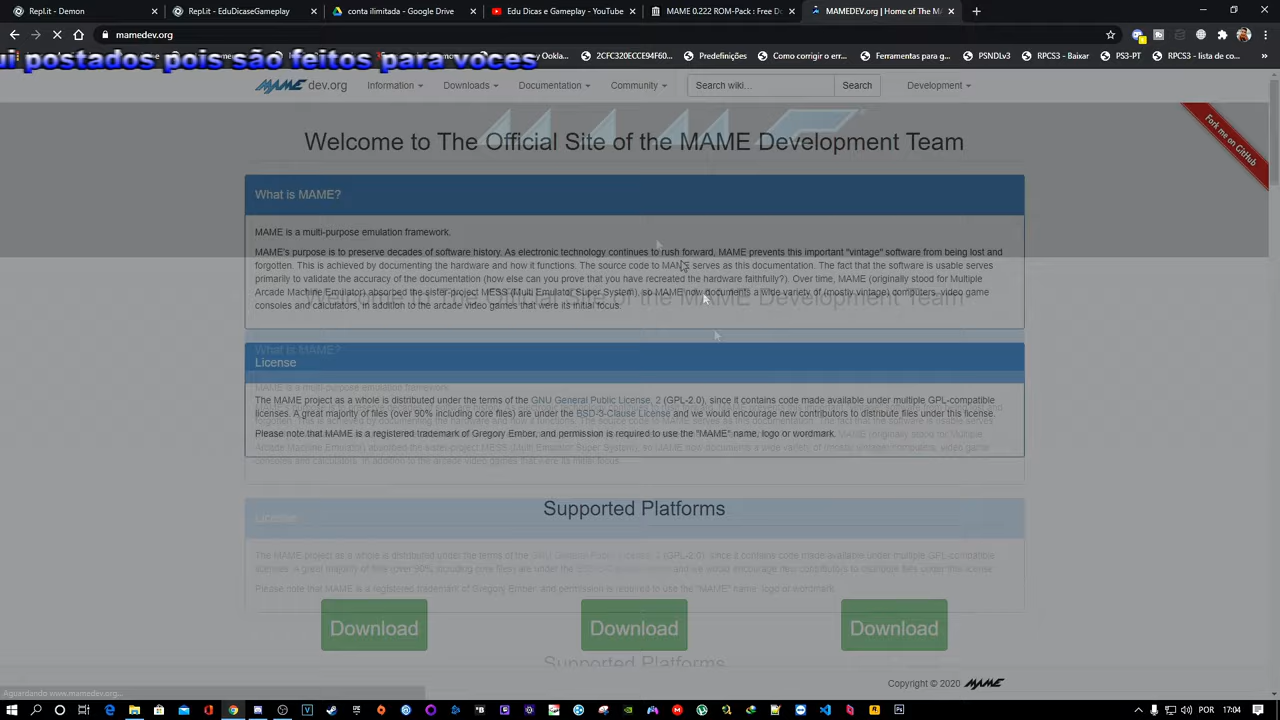 Repl.it - Demon
Repl.it - EduDicaseGameplay
conta ilimitada - Google Drive
Edu Dicas e Gameplay - YouTube
MAME 0.222 ROM-Pack : Free Do
MAMEDEV.org | Home of The MA
mamedev.org
ui postados pois são feitos para voces
Ookla...
2CFC321EC2E94F60...
Predefinições
Como corrigir o err...
Ferramentas para g...
PSNDLv3
RPCS3 - Baixar
PS3-PT
RPCS3 - lista de co...
MAME dev.org
Information
Downloads
Documentation
Community
Search wiki...
Search
Development
Fork me on GitHub
Welcome to The Official Site of the MAME Development Team
What is MAME?
MAME is a multi-purpose emulation framework.
MAME's purpose is to preserve decades of software history. As electronic technology continues to rush forward, MAME prevents this important "vintage" software from being lost and
forgotten. This is achieved by documenting the hardware and how it functions. The source code to MAME serves as this documentation. The fact that the software is usable serves
primarily to validate the accuracy of the documentation (how else can you prove that you have recreated the hardware faithfully?). Over time, MAME (originally stood for Multiple
Arcade Machine Emulator) absorbed the sister-project MESS (Multi Emulator Super System), so MAME now documents a wide variety of (mostly vintage) computers, video game
consoles and calculators, in addition to the arcade video games that were its initial focus.
License
The MAME project as a whole is distributed under the terms of the GNU General Public License, 2 (GPL-2.0), since it contains code made available under multiple GPL-compatible
licenses. A great majority of files (over 90% including core files) are under the BSD-3-Clause License and we would encourage new contributors to distribute files under this license.
Please note that MAME is a registered trademark of Gregory Ember, and permission is required to use the "MAME" name, logo or wordmark.
Supported Platforms
Download
Download
Download
Copyright © 2020 MAME
Aguardando www.mamedev.org...
POR
17:04